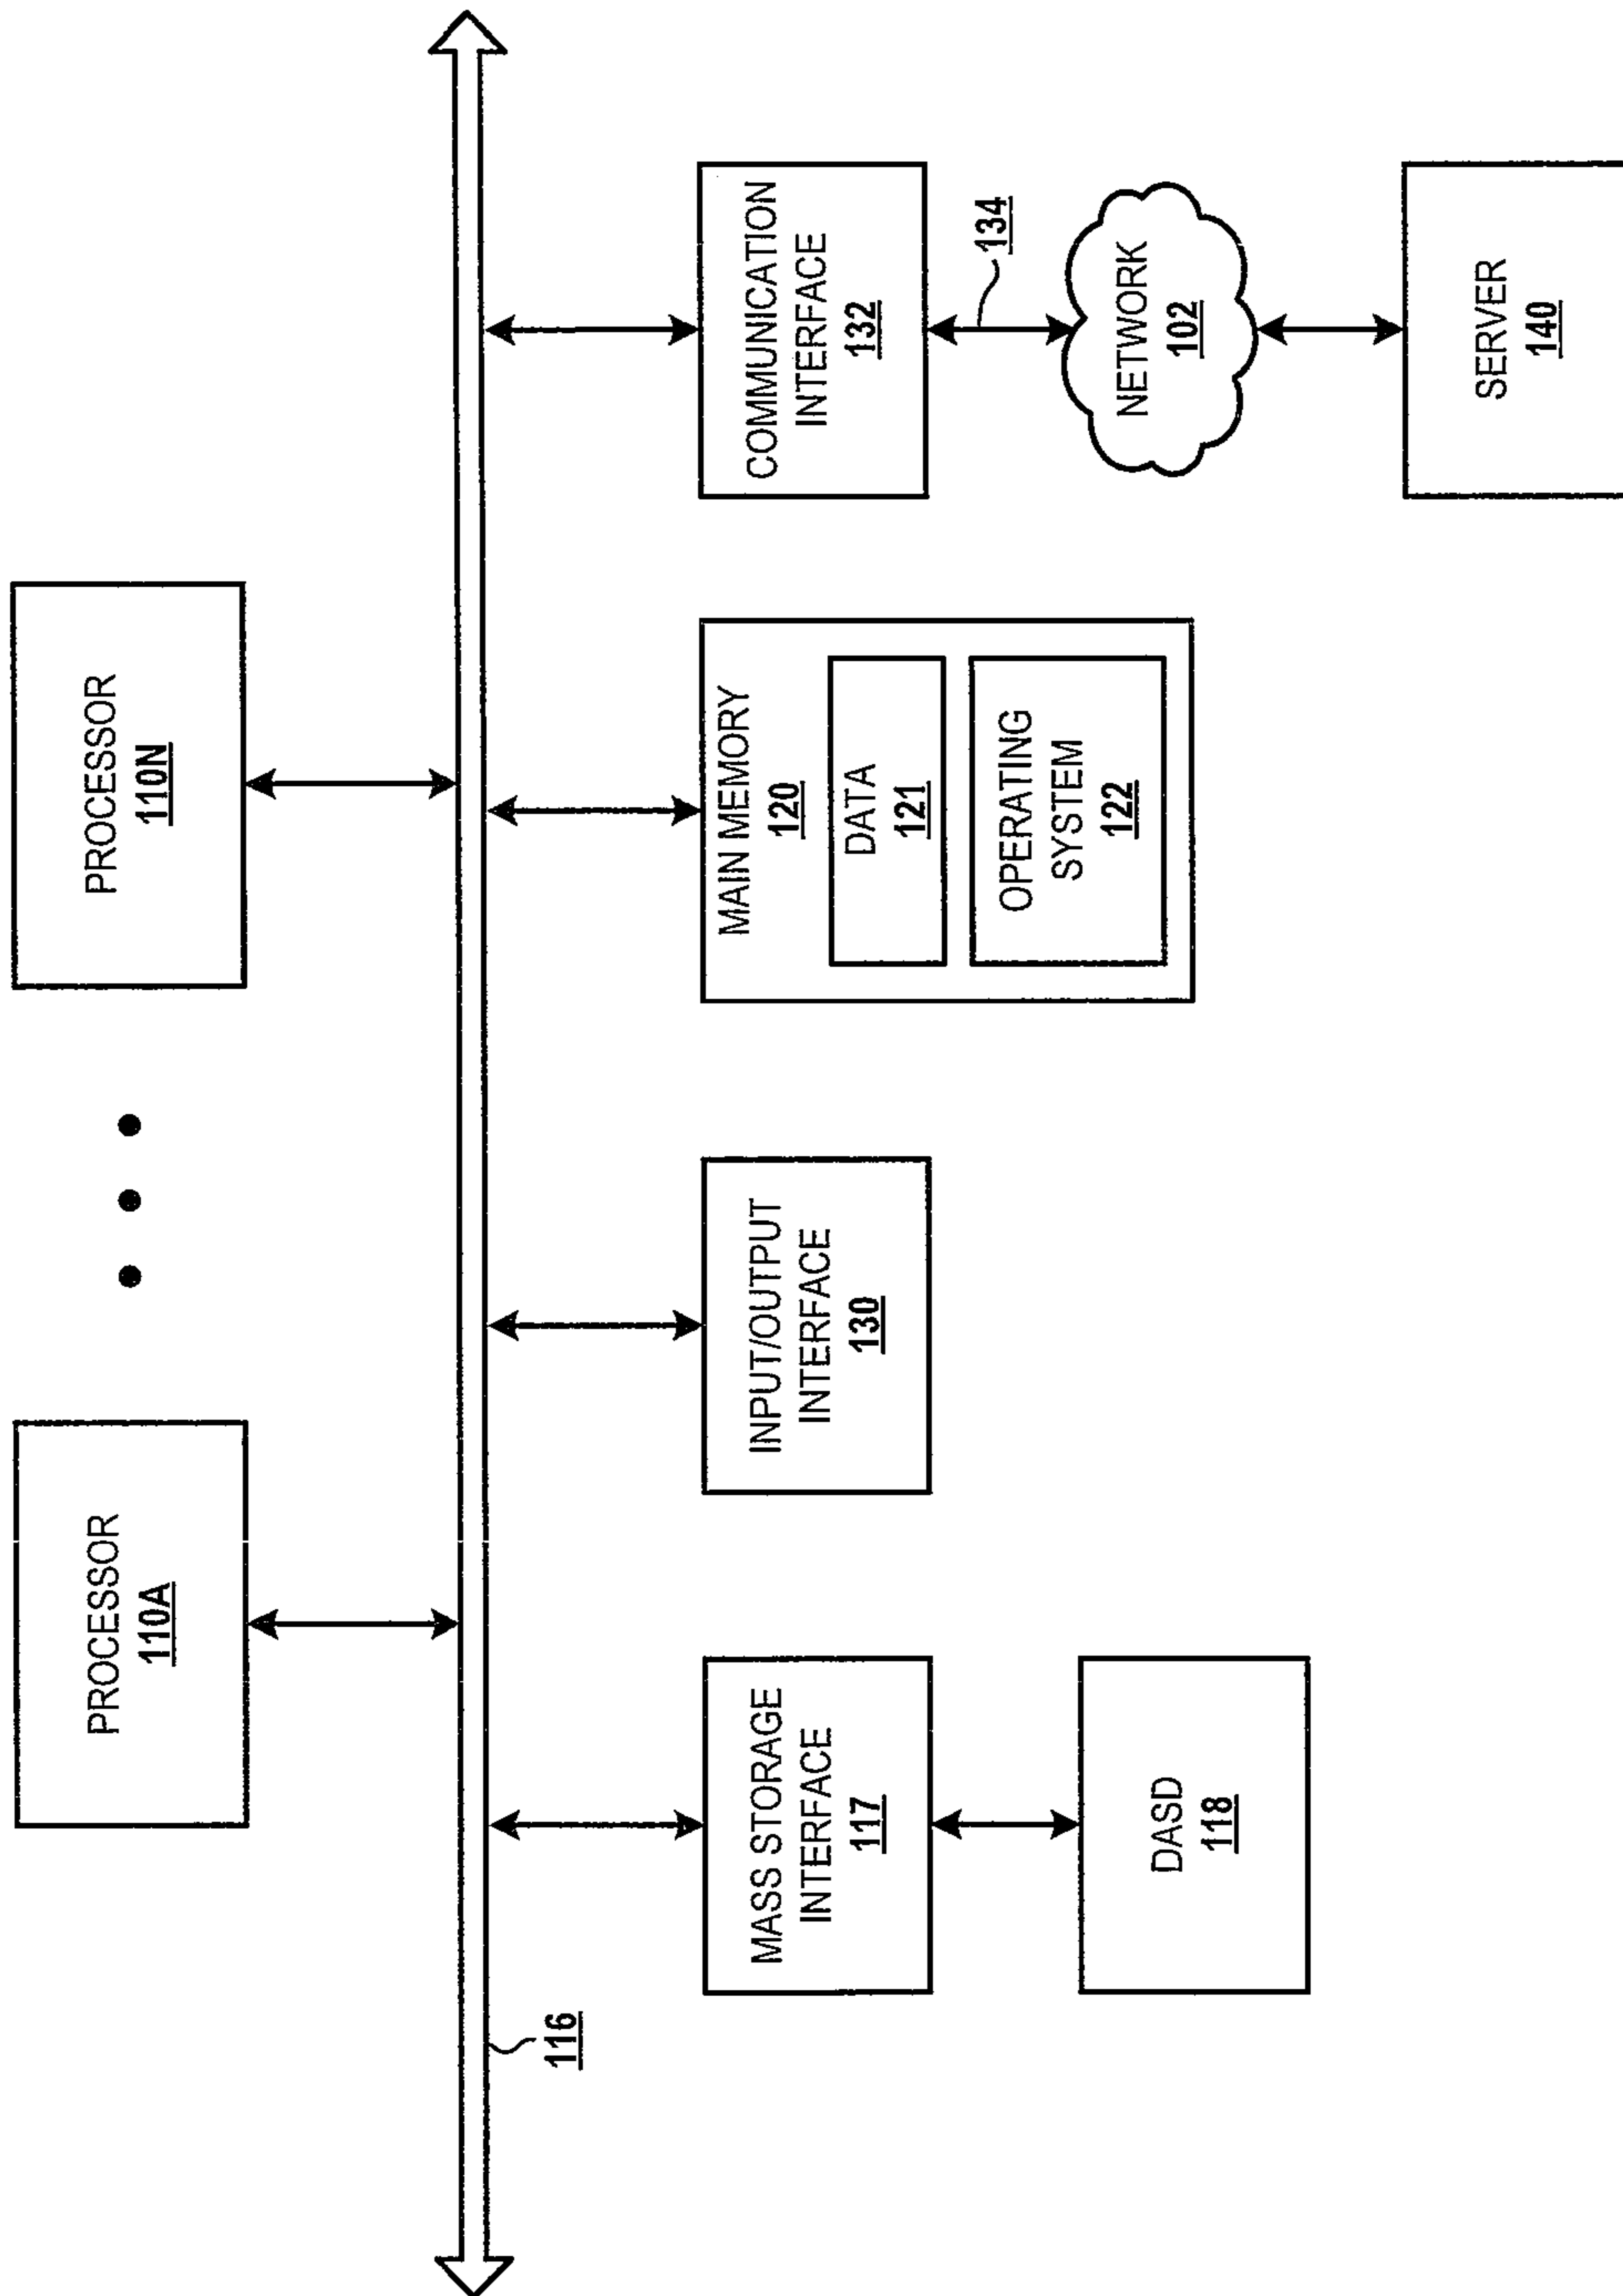 PROCESSOR
110A
PROCESSOR
110N
116
MASS STORAGE
INTERFACE
117
INPUT/OUTPUT
INTERFACE
130
MAIN MEMORY
120
DATA
121
OPERATING
SYSTEM
122
COMMUNICATION
INTERFACE
132
134
DASD
118
NETWORK
102
SERVER
140